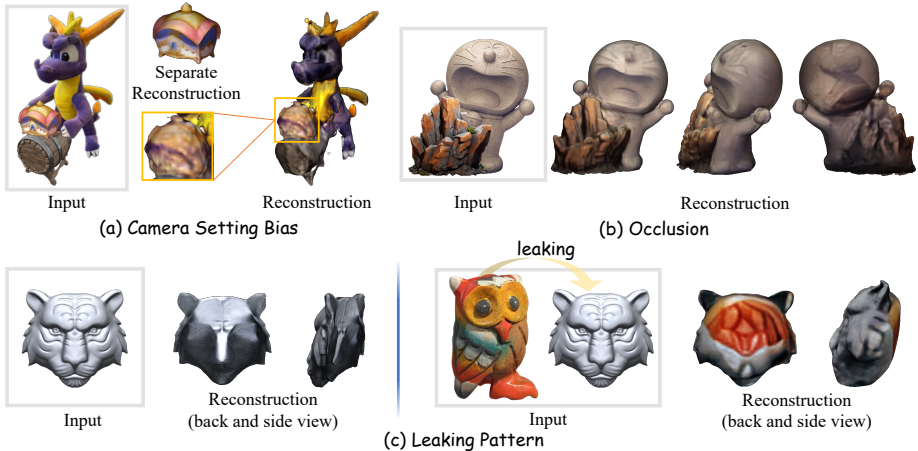 Separate
Reconstruction
Input
Reconstruction
(a) Camera Setting Bias
Input
Reconstruction
(b) Occlusion
Input
Reconstruction
(back and side view)
leaking
Input
Reconstruction
(back and side view)
(c) Leaking Pattern